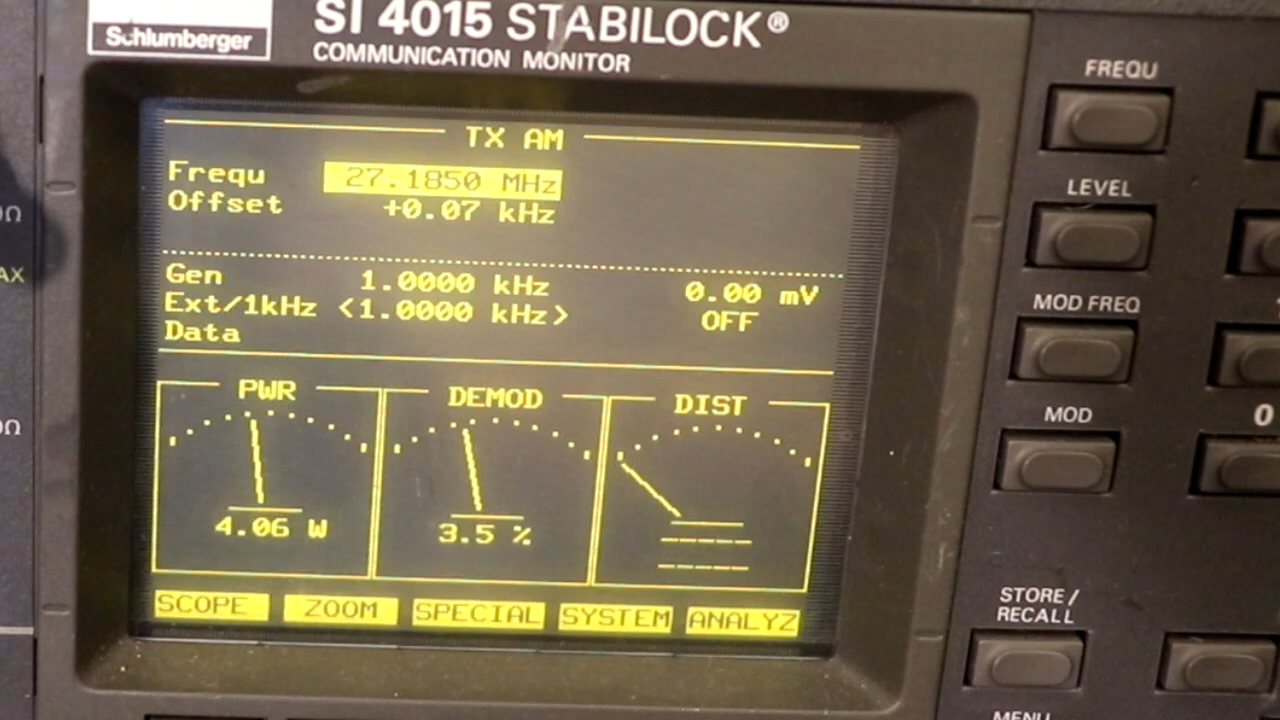 Schlumberger
SI 4015 STABILOCK®
COMMUNICATION MONITOR
TX AM
Frequ 27.1850 MHz
Offset +0.07 kHz
Gen 1.0000 kHz 0.00 mV
Ext/1kHz <1.0000 kHz> OFF
Data
PWR DEMOD DIST
4.06 W 3.5 % -----
-----
SCOPE ZOOM SPECIAL SYSTEM ANALYZ
FREQU
LEVEL
MOD FREQ
MOD
0
STORE/
RECALL
MENU
Ω
AX
Ω